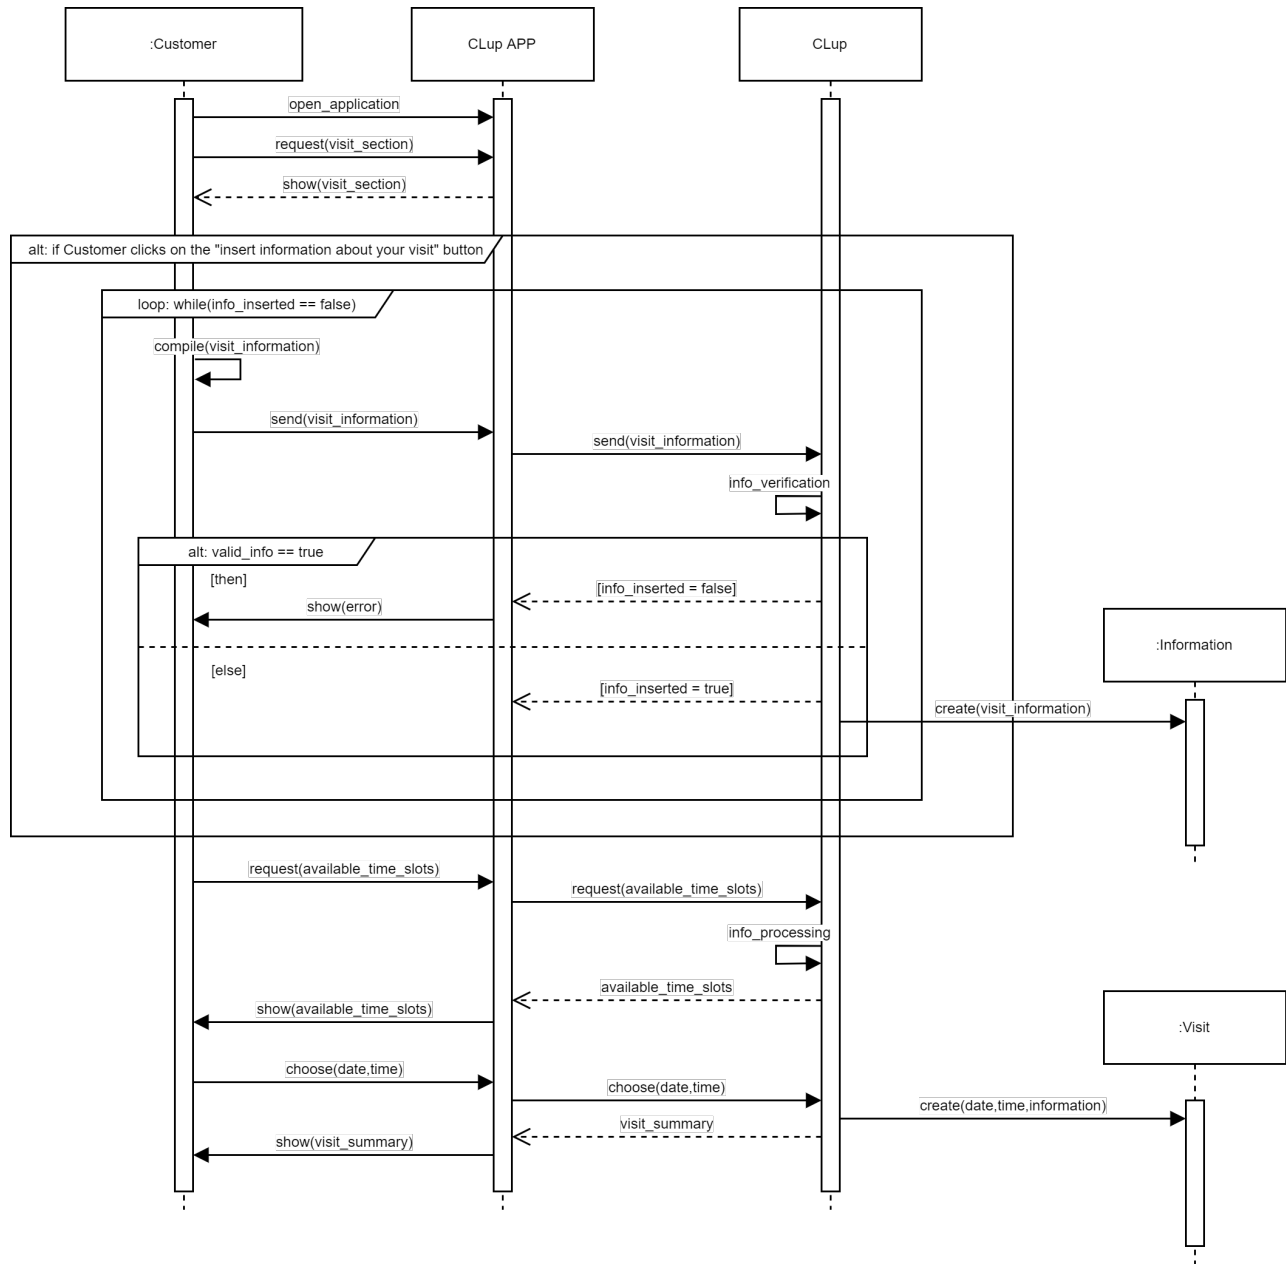 :Customer
CLup APP
CLup
open_application
request(visit_section)
show(visit_section)
alt: if Customer clicks on the "insert information about your visit" button
loop: while(info_inserted == false)
compile(visit_information)
send(visit_information)
send(visit_information)
info_verification
alt: valid_info == true
[then]
[info_inserted = false]
show(error)
:Information
[else]
[info_inserted = true]
create(visit_information)
request(available_time_slots)
request(available_time_slots)
info_processing
available_time_slots
show(available_time_slots)
:Visit
choose(date,time)
choose(date,time)
create(date,time,information)
visit_summary
show(visit_summary)